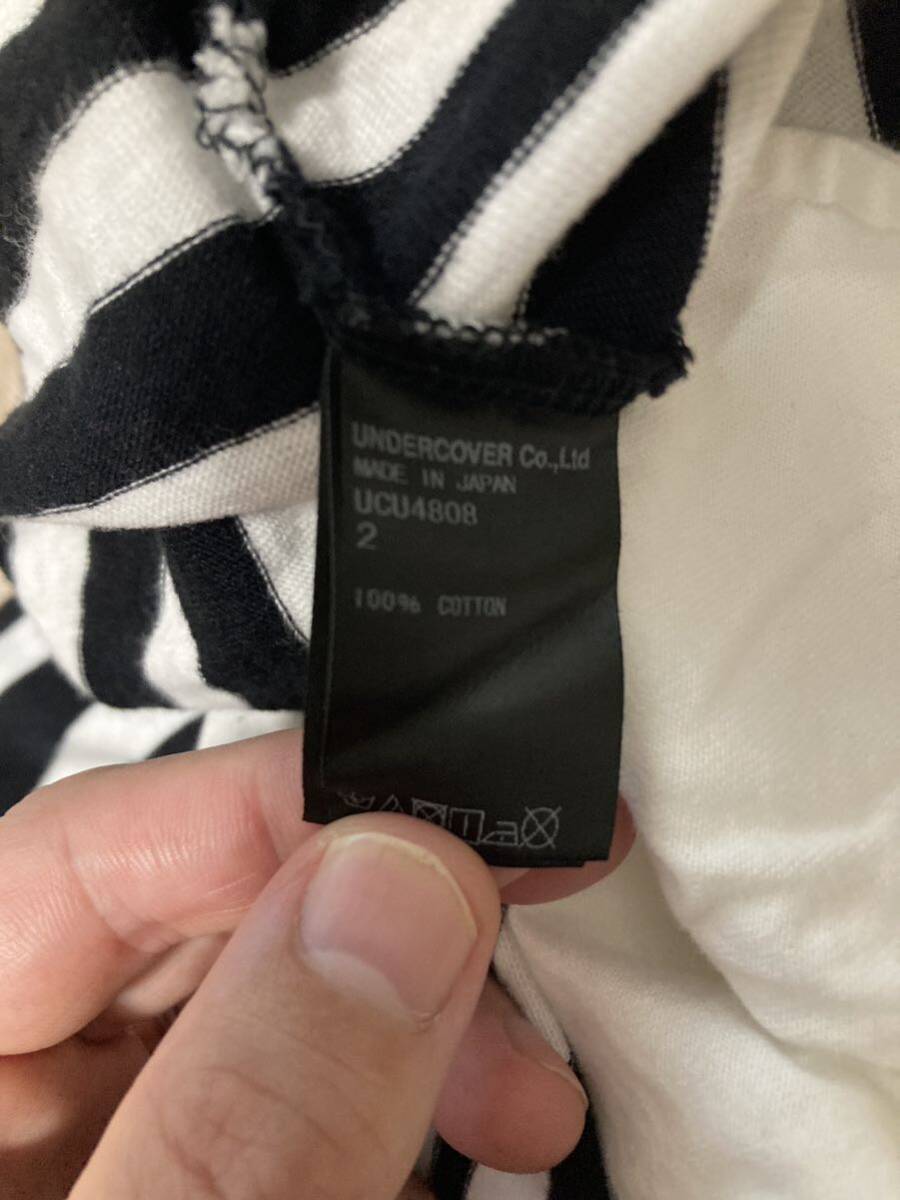 UNDERCOVER Co.,Ltd
MADE IN JAPAN
UCU4808
2
100% COTTON